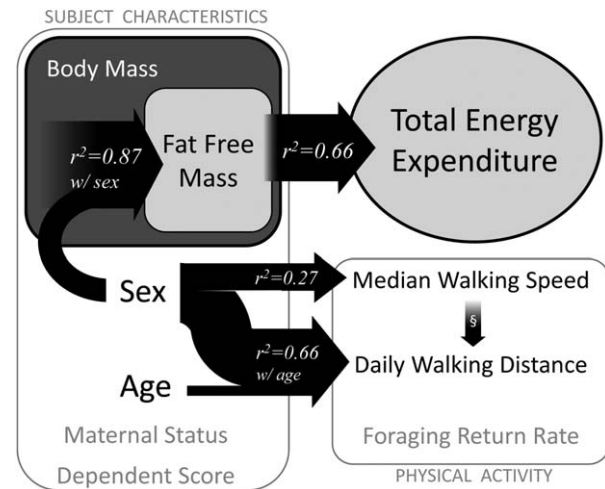 SUBJECT CHARACTERISTICS
Body Mass
r²=0.87
w/ sex
Fat Free
Mass
r²=0.66
Total Energy
Expenditure
Sex
r²=0.27
Median Walking Speed
§
r²=0.66
w/ age
Daily Walking Distance
Age
Maternal Status
Dependent Score
Foraging Return Rate
PHYSICAL ACTIVITY